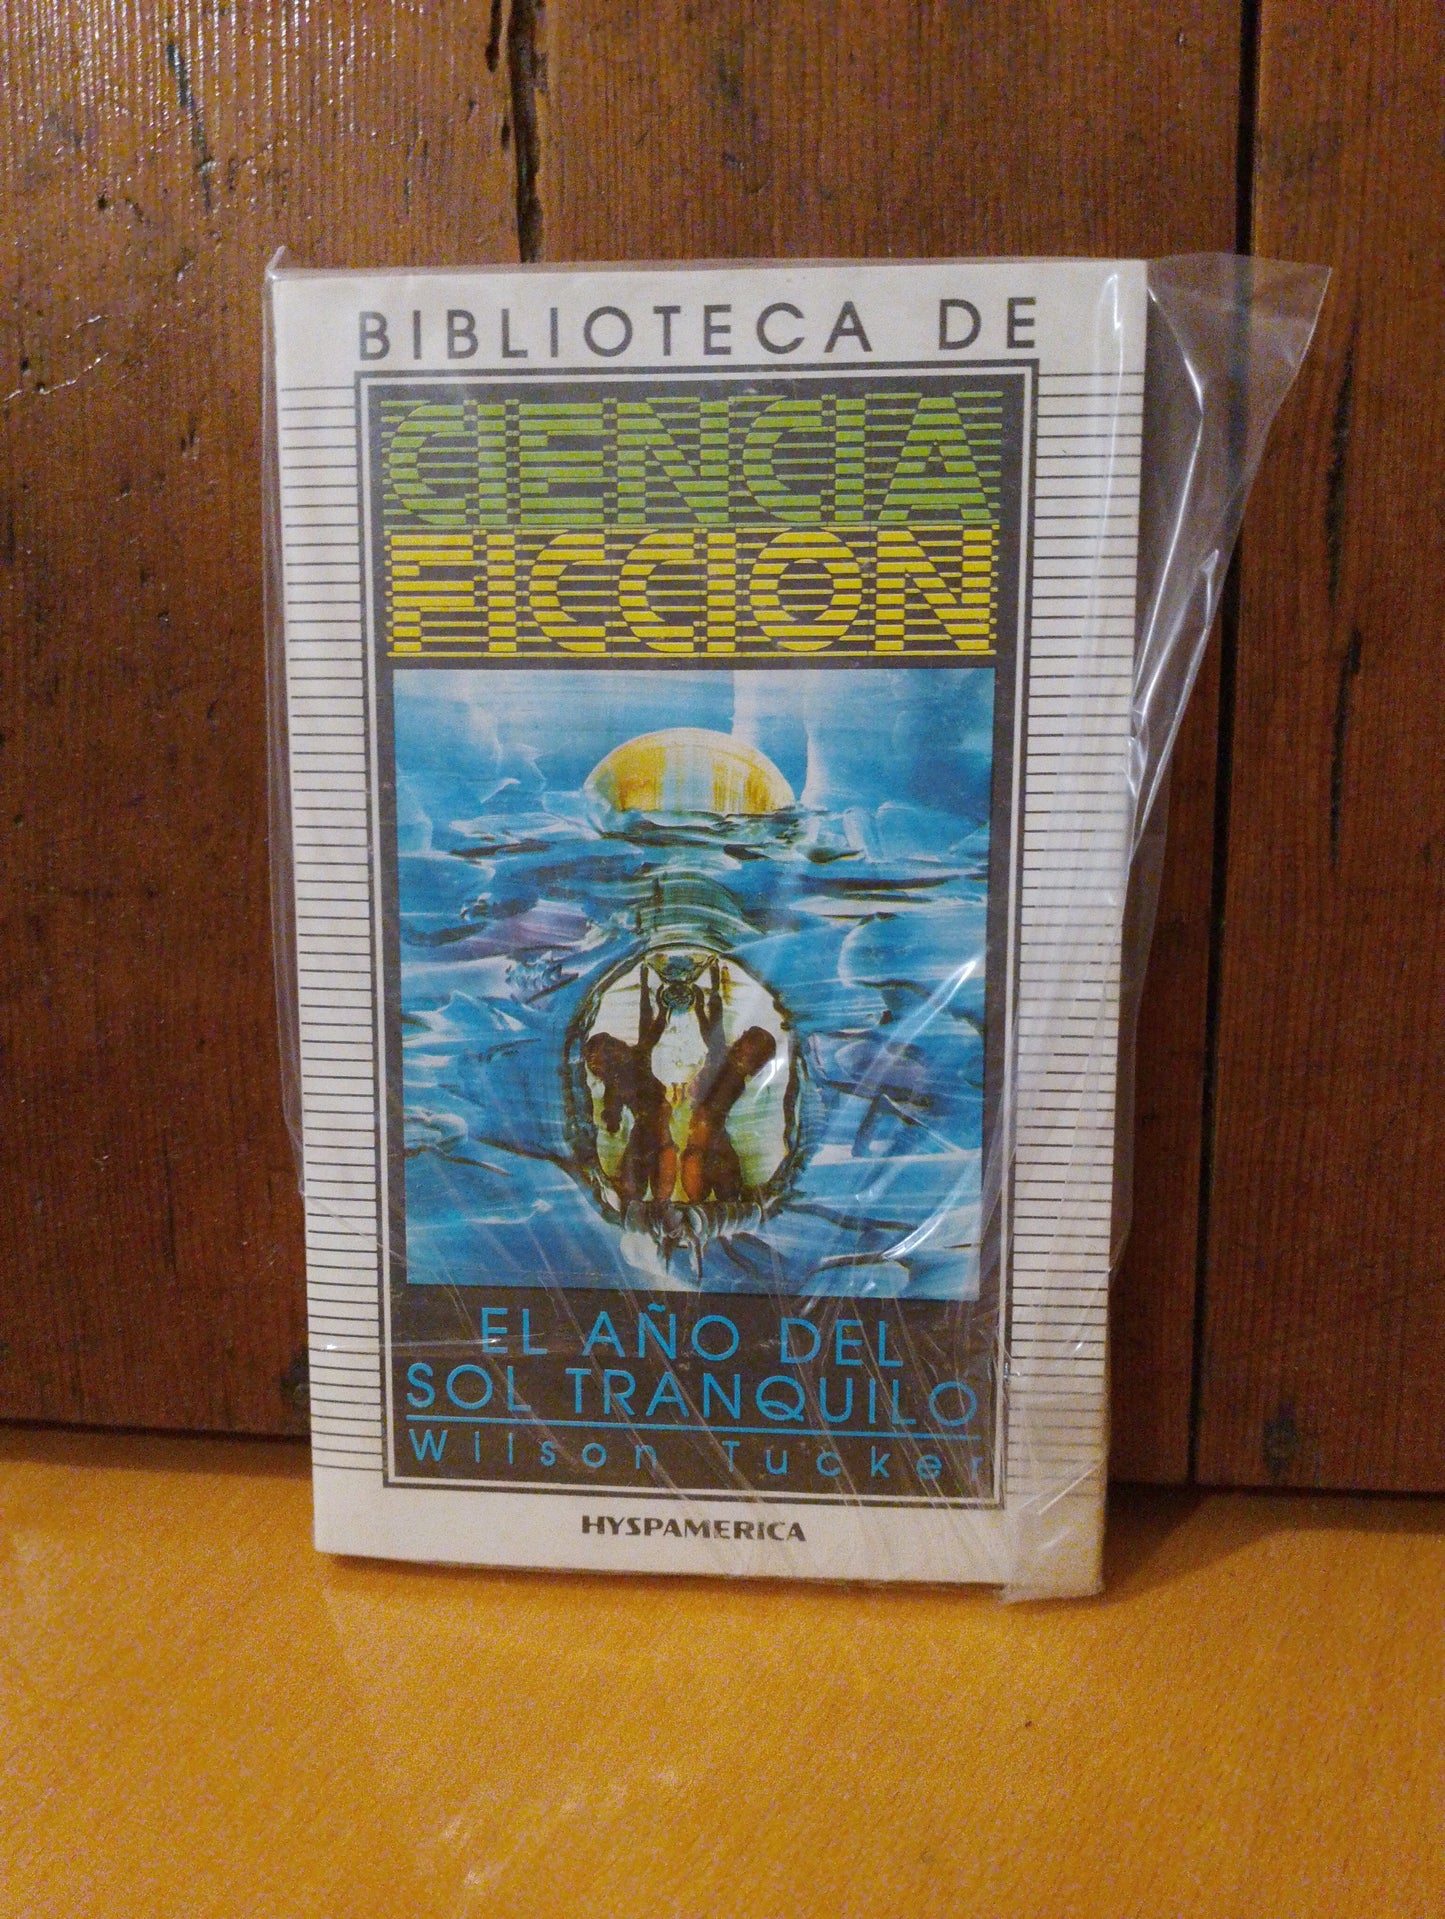 BIBLIOTECA DE
CIENCIA
FICCION
EL AÑO DEL
SOL TRANQUILO
Wilson Tucker
HYSPAMERICA